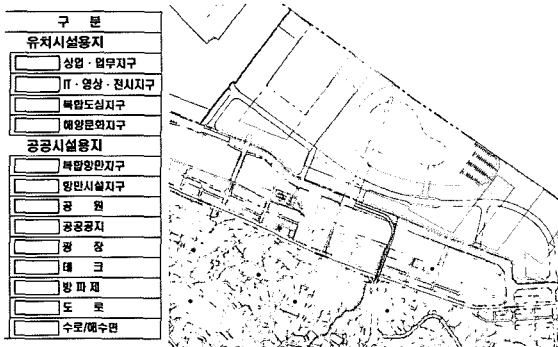 구 분
유치시설용지
상업 · 업무지구
IT · 영상 · 전시지구
복합도심지구
해양문화지구
공공시설용지
복합항만지구
항만시설지구
공 원
공공공지
광 장
데 크
방 파 제
도 로
수로/해수면